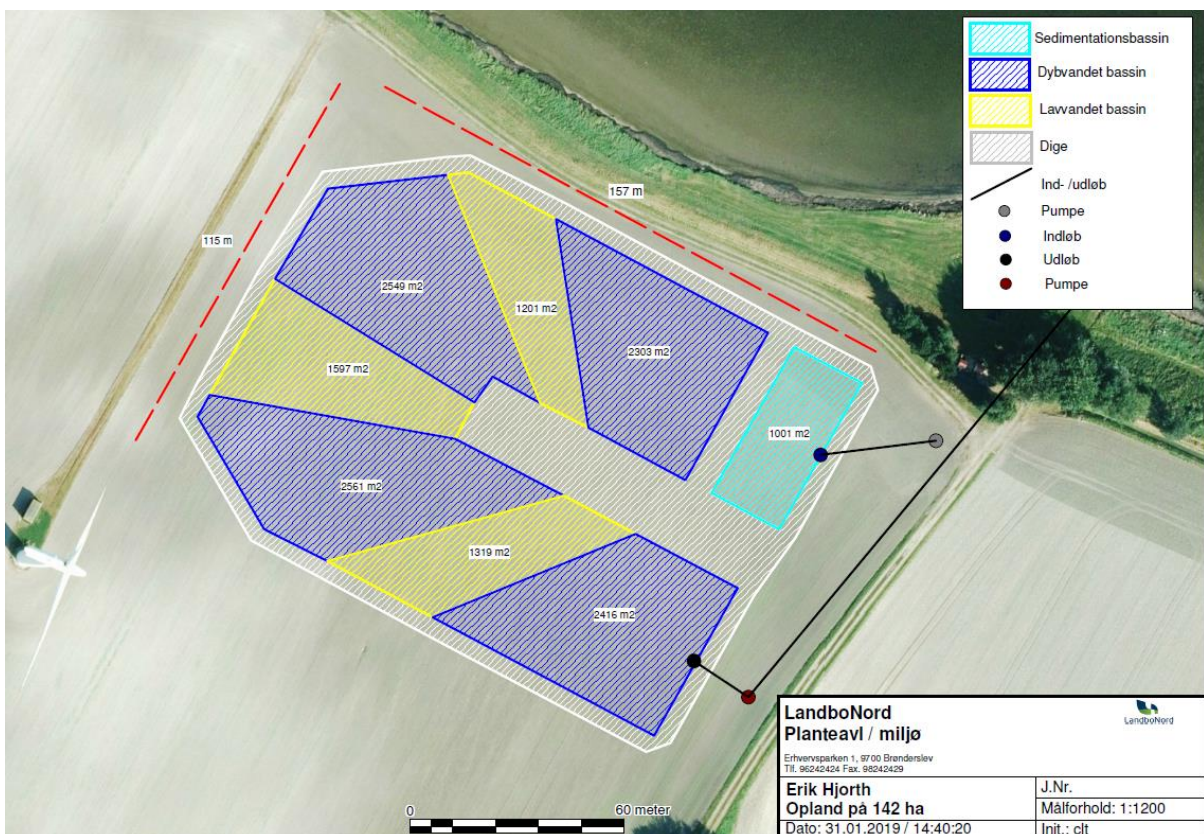 Sedimentationsbassin
Dybvandet bassin
Lavvandet bassin
Dige
Ind- /udløb
Pumpe
Indløb
Udløb
Pumpe
157 m
115 m
2549 m2
1201 m2
2303 m2
1597 m2
1001 m2
2561 m2
1319 m2
2416 m2
0
60 meter
LandboNord
Planteavl / miljø
LandboNord
Erhvervsparken 1, 9700 Brønderslev
Tlf. 96242424 Fax. 98242429
Erik Hjorth
Opland på 142 ha
J.Nr.
Målforhold: 1:1200
Dato: 31.01.2019 / 14:40:20
Init.: clt